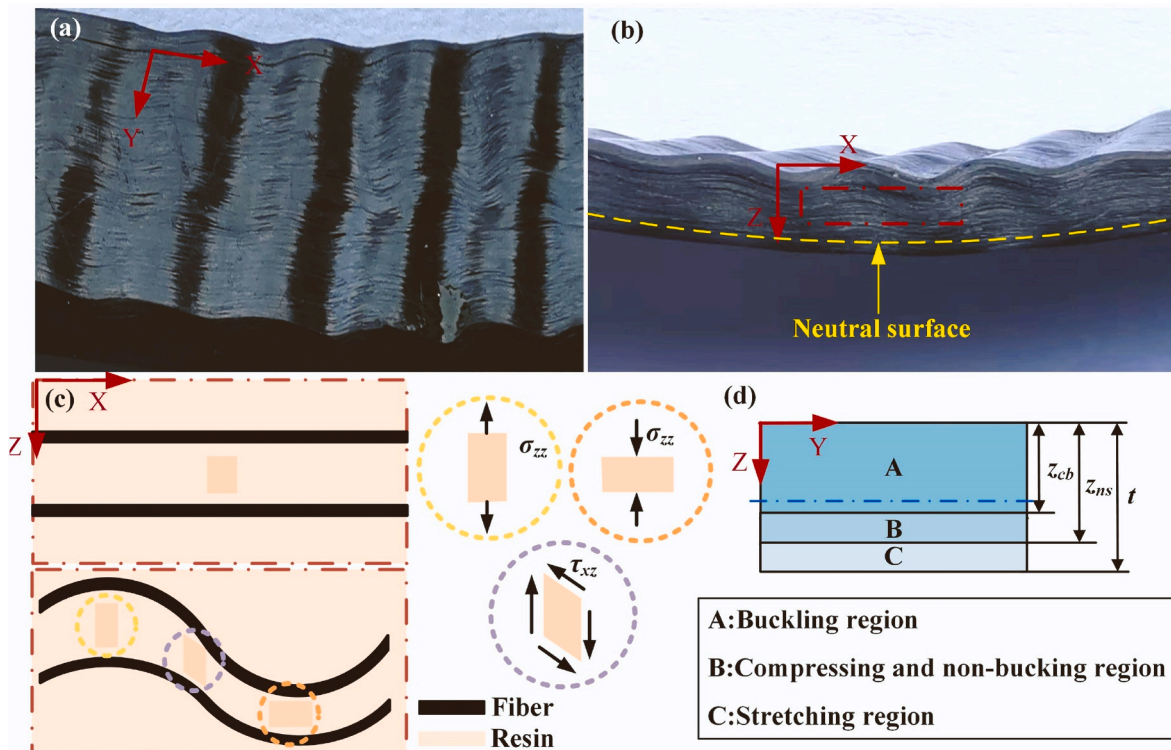 (a)
X
Y
(b)
X
Z
Neutral surface
(c)
X
Z
σzz
σzz
τxz
Fiber
Resin
(d)
Y
Z
A
B
C
zcb
zns
t
A:Buckling region
B:Compressing and non-bucking region
C:Stretching region